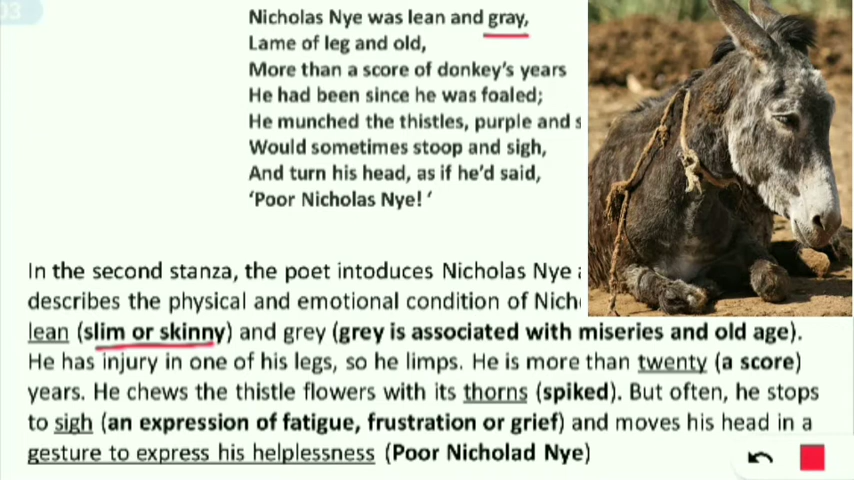 03
Nicholas Nye was lean and gray,
Lame of leg and old,
More than a score of donkey's years
He had been since he was foaled;
He munched the thistles, purple and
Would sometimes stoop and sigh,
And turn his head, as if he'd said,
'Poor Nicholas Nye! '
In the second stanza, the poet intoduces Nicholas Nye
describes the physical and emotional condition of
lean (slim or skinny) and grey (grey is associated with miseries and old age).
He has injury in one of his legs, so he limps. He is more than twenty (a score)
years. He chews the thistle flowers with its thorns (spiked). But often, he stops
to sigh (an expression of fatigue, frustration or grief) and moves his head in a
gesture to express his helplessness (Poor Nicholad Nye)